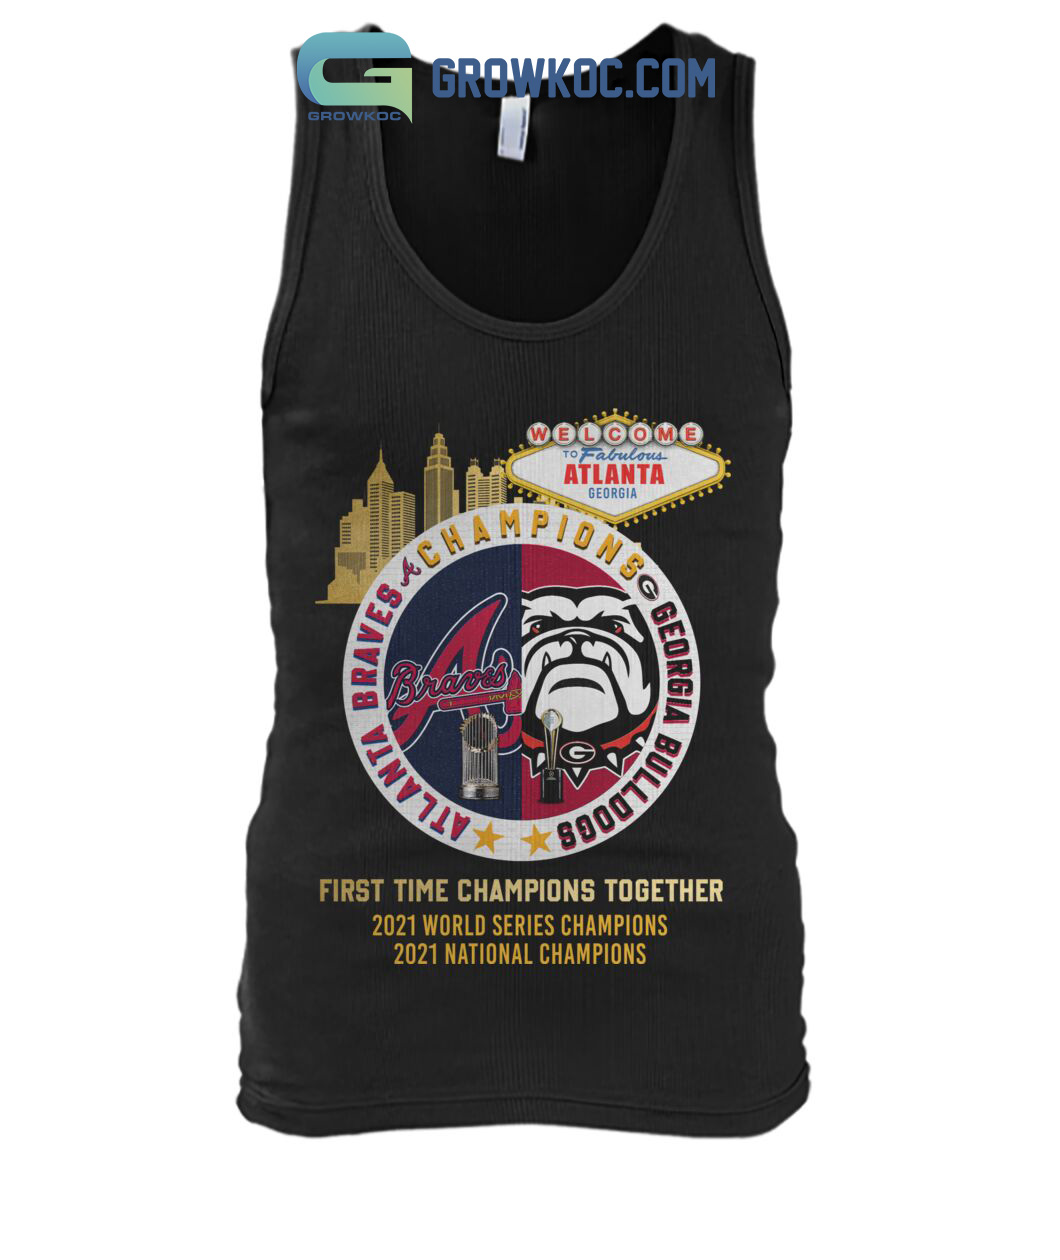 GROWKOC.COM
GROWKOC
WELCOME
TO Fabulous
ATLANTA
GEORGIA
CHAMPIONS
ATLANTA BRAVES
A
G
GEORGIA BULLDOGS
Braves
G
FIRST TIME CHAMPIONS TOGETHER
2021 WORLD SERIES CHAMPIONS
2021 NATIONAL CHAMPIONS